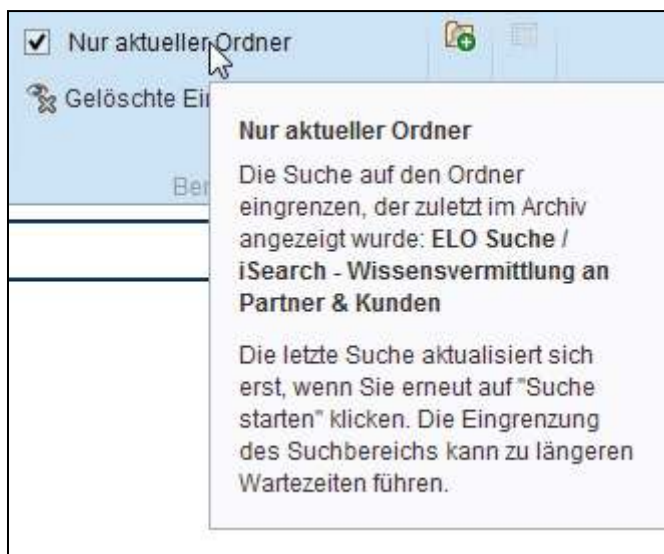 Nur aktueller Ordner
Gelöschte Ei
Ber
Nur aktueller Ordner
Die Suche auf den Ordner
eingrenzen, der zuletzt im Archiv
angezeigt wurde: ELO Suche /
iSearch - Wissensvermittlung an
Partner & Kunden
Die letzte Suche aktualisiert sich
erst, wenn Sie erneut auf "Suche
starten" klicken. Die Eingrenzung
des Suchbereichs kann zu längeren
Wartezeiten führen.